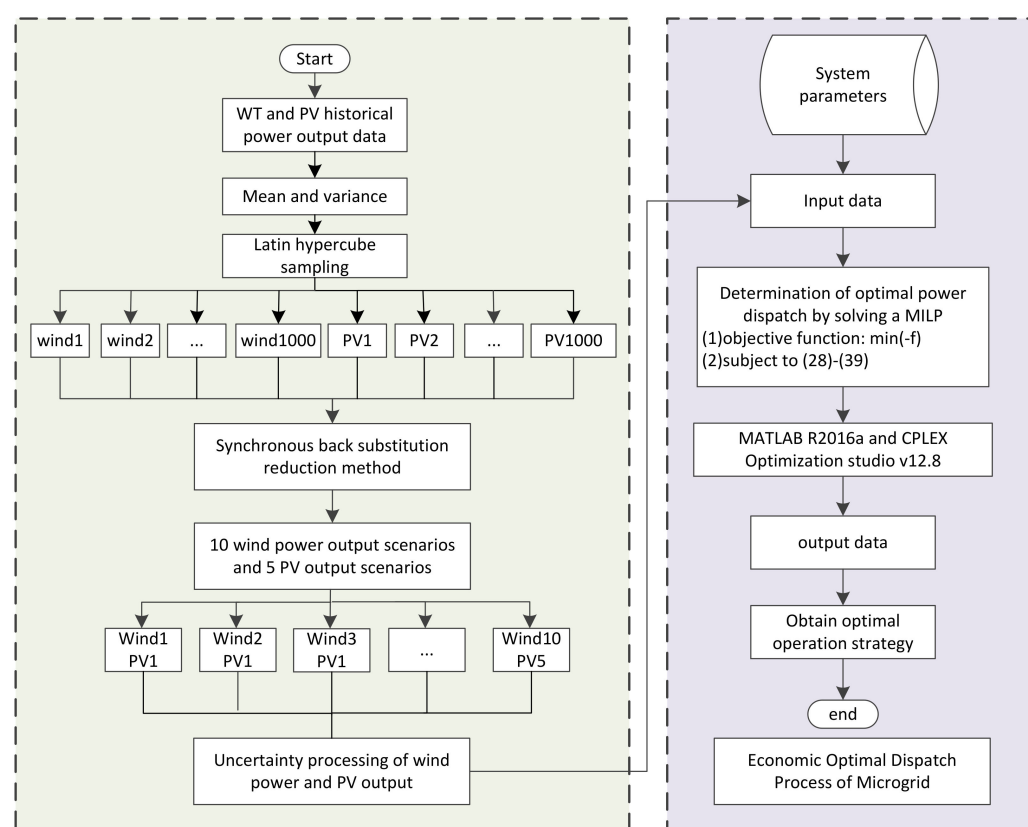 Start
WT and PV historical
power output data
Mean and variance
Latin hypercube
sampling
wind1
wind2
...
wind1000
PV1
PV2
...
PV1000
Synchronous back substitution
reduction method
10 wind power output scenarios
and 5 PV output scenarios
Wind1
PV1
Wind2
PV1
Wind3
PV1
...
Wind10
PV5
Uncertainty processing of wind
power and PV output
System
parameters
Input data
Determination of optimal power
dispatch by solving a MILP
(1)objective function: min(-f)
(2)subject to (28)-(39)
MATLAB R2016a and CPLEX
Optimization studio v12.8
output data
Obtain optimal
operation strategy
end
Economic Optimal Dispatch
Process of Microgrid